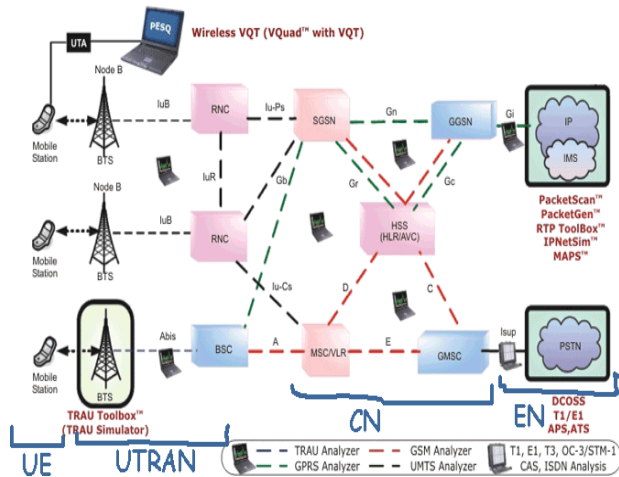 PESQ
Wireless VQT (VQuad™ with VQT)
UTA
Node B
IuB
RNC
Iu-Ps
SGSN
Gn
GGSN
Gi
IP
IMS
Mobile
Station
BTS
IuR
Gb
Gr
Gc
PacketScan™
PacketGen™
RTP ToolBox™
IPNetSim™
MAPS™
Node B
IuB
RNC
HSS
(HLR/AVC)
Mobile
Station
BTS
Iu-Cs
D
C
Abis
BSC
A
MSC/VLR
E
GMSC
Isup
PSTN
Mobile
Station
BTS
TRAU Toolbox™
(TRAU Simulator)
DCOSS
T1/E1
APS,ATS
UE
UTRAN
CN
EN
TRAU Analyzer
GSM Analyzer
T1, E1, T3, OC-3/STM-1
GPRS Analyzer
UMTS Analyzer
CAS, ISDN Analysis